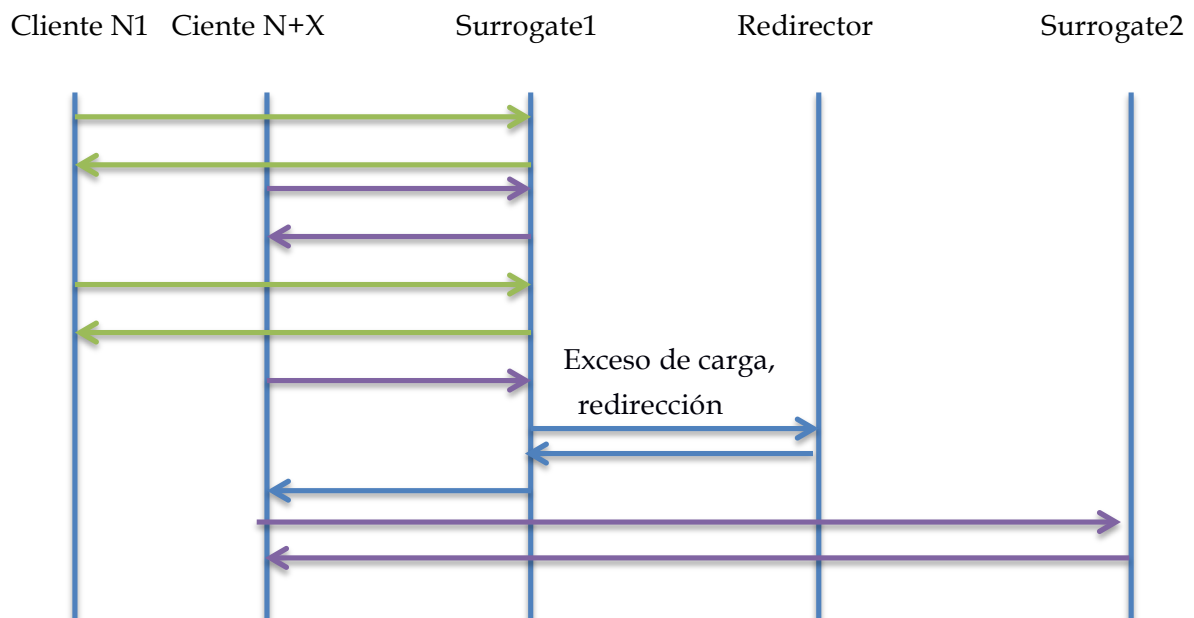 Cliente N1
Ciente N+X
Surrogate1
Redirector
Surrogate2
Exceso de carga,
redirección